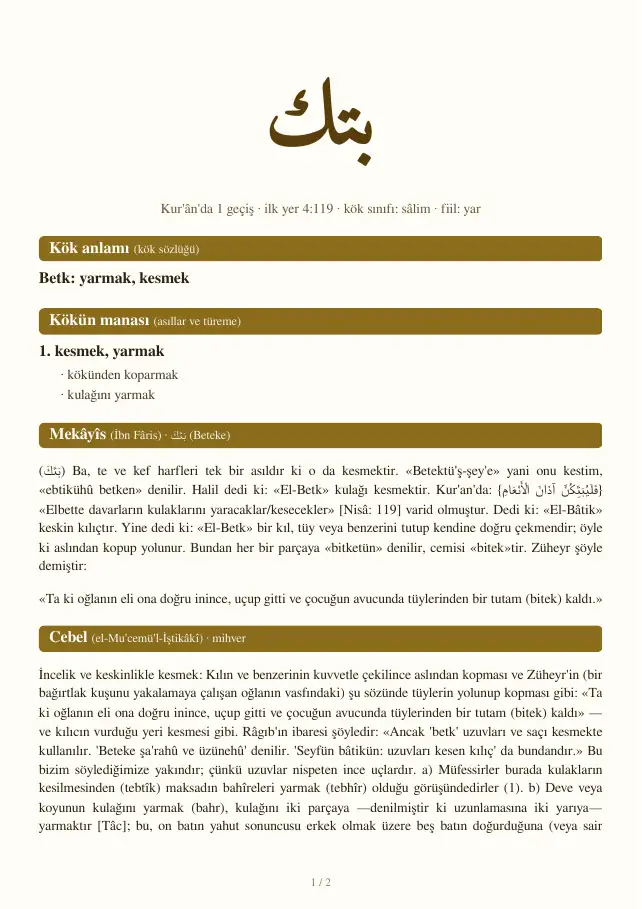 بتك
Kur'ân'da 1 geçiş · ilk yer 4:119 · kök sınıfı: sâlim · fiil: yar
Kök anlamı (kök sözlüğü)
Betk: yarmak, kesmek
Kökün manası (asıllar ve türeme)
1. kesmek, yarmak
· kökünden koparmak
· kulağını yarmak
Mekâyîs (İbn Fâris) · بَتَكَ (Beteke)
(بَتَكَ) Ba, te ve kef harfleri tek bir asıldır ki o da kesmektir. «Betektü'ş-şey'e» yani onu kestim,
«ebtikühû betken» denilir. Halil dedi ki: «El-Betk» kulağı kesmektir. Kur'an'da: {فَلَيُبَتِّكُنَّ آذَانَ الْأَنْعَامِ}
«Elbette davarların kulaklarını yaracaklar/kesecekler» [Nisâ: 119] varid olmuştur. Dedi ki: «El-Bâtik»
keskin kılıçtır. Yine dedi ki: «El-Betk» bir kıl, tüy veya benzerini tutup kendine doğru çekmendir; öyle
ki aslından kopup yolunur. Bundan her bir parçaya «bitketün» denilir, cemisi «bitek»tir. Züheyr şöyle
demiştir:
«Ta ki oğlanın eli ona doğru inince, uçup gitti ve çocuğun avucunda tüylerinden bir tutam (bitek) kaldı.»
Cebel (el-Mu'cemü'l-İştikâkî) · mihver
İncelik ve keskinlikle kesmek: Kılın ve benzerinin kuvvetle çekilince aslından kopması ve Züheyr'in (bir
bağırtlak kuşunu yakalamaya çalışan oğlanın vasfındaki) şu sözünde tüylerin yolunup kopması gibi: «Ta
ki oğlanın eli ona doğru inince, uçup gitti ve çocuğun avucunda tüylerinden bir tutam (bitek) kaldı» —
ve kılıcın vurduğu yeri kesmesi gibi. Râgıb'ın ibaresi şöyledir: «Ancak 'betk' uzuvları ve saçı kesmekte
kullanılır. 'Beteke şa'rahû ve üzünehû' denilir. 'Seyfün bâtikün: uzuvları kesen kılıç' da bundandır.» Bu
bizim söylediğimize yakındır; çünkü uzuvlar nispeten ince uçlardır. a) Müfessirler burada kulakların
kesilmesinden (tebtîk) maksadın bahîreleri yarmak (tebhîr) olduğu görüşündedirler (1). b) Deve veya
koyunun kulağını yarmak (bahr), kulağını iki parçaya —denilmiştir ki uzunlamasına iki yarıya—
yarmaktır [Tâc]; bu, on batın yahut sonuncusu erkek olmak üzere beş batın doğurduğuna (veya sair
1 / 2